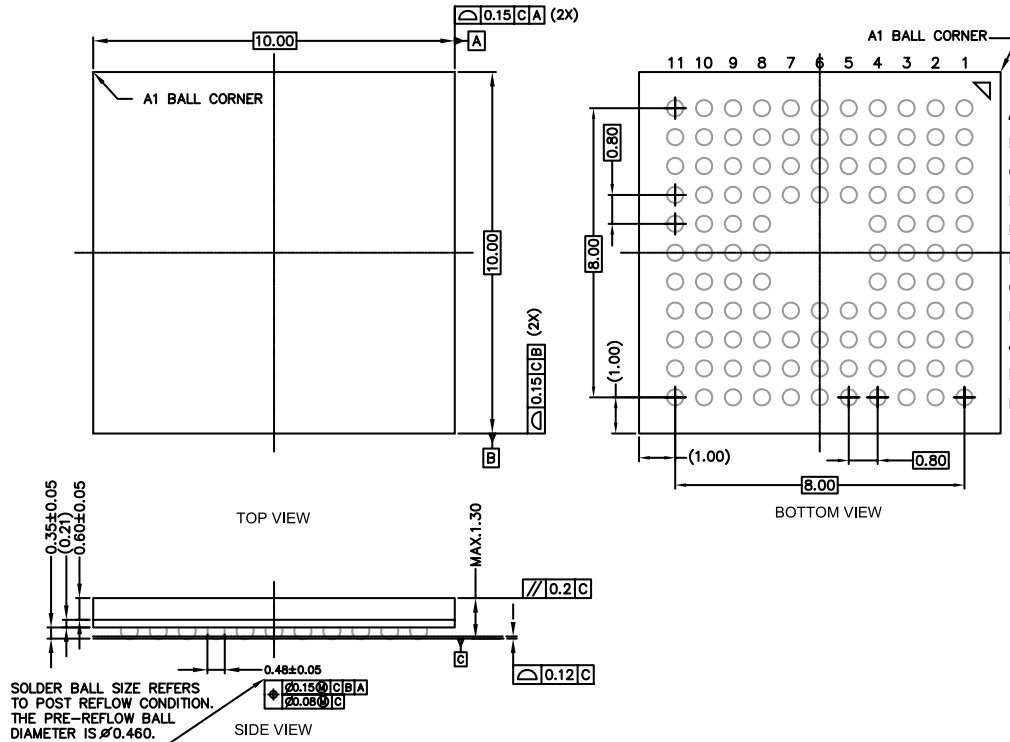 ⌓ 0.15 C A (2X)
10.00
A
A1 BALL CORNER
A1 BALL CORNER
11 10 9 8 7 6 5 4 3 2 1
0.80
8.00
10.00
(1.00)
⌓ 0.15 C B (2X)
B
(1.00)
0.80
8.00
TOP VIEW
BOTTOM VIEW
0.35±0.05
(0.21)
0.60±0.05
MAX.1.30
// 0.2 C
C
⌓ 0.12 C
0.48±0.05
⌖ Ø0.15Ⓜ C B A
Ø0.08Ⓜ C
SOLDER BALL SIZE REFERS
TO POST REFLOW CONDITION.
THE PRE-REFLOW BALL
DIAMETER IS Ø0.460.
SIDE VIEW